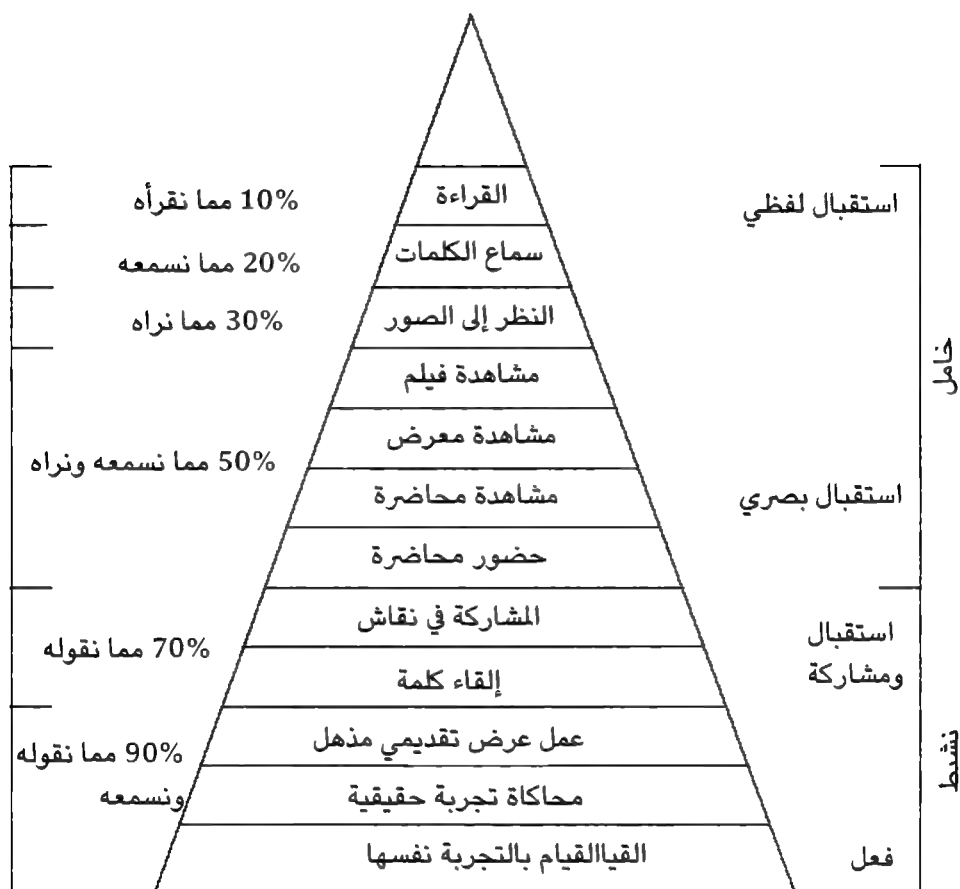 استقبال لفظي
القراءة
10% مما نقرأه
سماع الكلمات
20% مما نسمعه
النظر إلى الصور
30% مما نراه
خامل
مشاهدة فيلم
مشاهدة معرض
50% مما نسمعه ونراه
استقبال بصري
مشاهدة محاضرة
حضور محاضرة
استقبال
ومشاركة
المشاركة في نقاش
70% مما نقوله
إلقاء كلمة
نشط
عمل عرض تقديمي مذهل
90% مما نقوله
ونسمعه
محاكاة تجربة حقيقية
فعل
القياالقيام بالتجربة نفسها